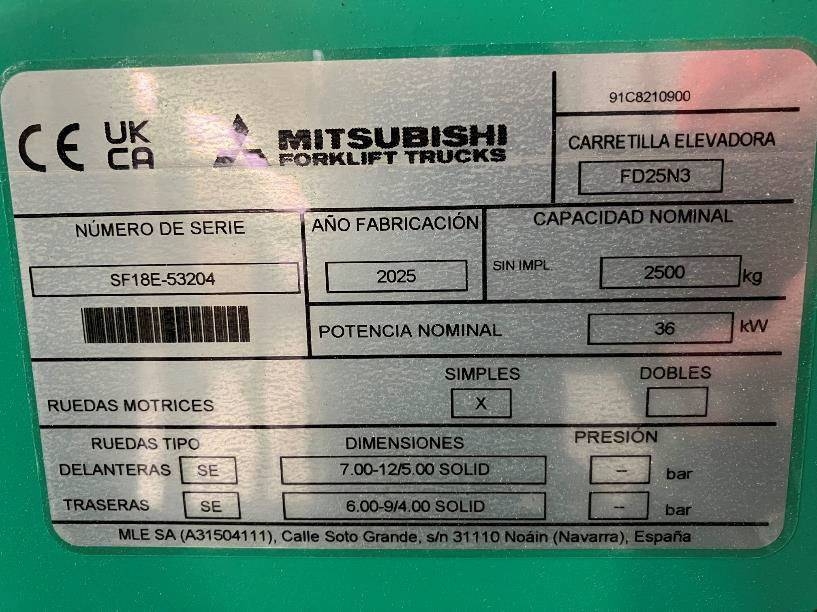 CE UK CA
MITSUBISHI
FORKLIFT TRUCKS
91C8210900
CARRETILLA ELEVADORA
FD25N3
NÚMERO DE SERIE
SF18E-53204
AÑO FABRICACIÓN
2025
CAPACIDAD NOMINAL
SIN IMPL. 2500 kg
POTENCIA NOMINAL 36 kW
SIMPLES DOBLES
RUEDAS MOTRICES X
RUEDAS TIPO DIMENSIONES PRESIÓN
DELANTERAS SE 7.00-12/5.00 SOLID -- bar
TRASERAS SE 6.00-9/4.00 SOLID -- bar
MLE SA (A31504111), Calle Soto Grande, s/n 31110 Noáin (Navarra), España